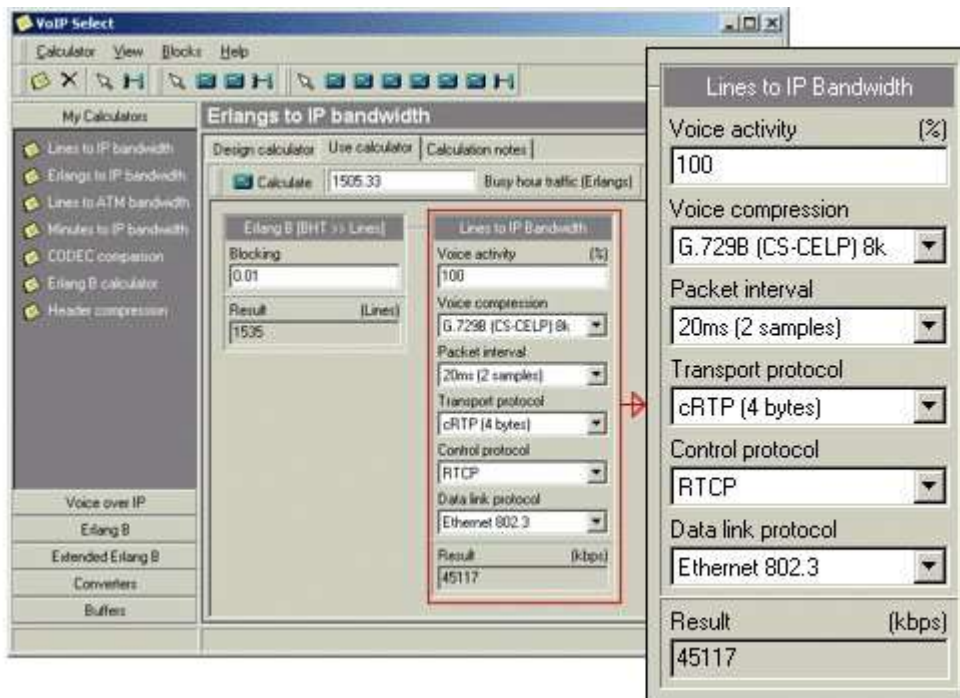 VoIP Select
Calculator View Blocks Help
My Calculators
Lines to IP bandwidth
Erlangs to IP bandwidth
Lines to ATM bandwidth
Minutes to IP bandwidth
CODEC comparison
Erlang B calculator
Header compression
Voice over IP
Erlang B
Extended Erlang B
Converters
Buffers
Erlangs to IP bandwidth
Design calculator Use calculator Calculation notes
Calculate 1505.33 Busy hour traffic (Erlangs)
Erlang B [BHT >> Lines]
Blocking
0.01
Result (Lines)
1535
Lines to IP Bandwidth
Voice activity (%)
100
Voice compression
G.729B (CS-CELP) 8k
Packet interval
20ms (2 samples)
Transport protocol
cRTP (4 bytes)
Control protocol
RTCP
Data link protocol
Ethernet 802.3
Result (kbps)
45117
Lines to IP Bandwidth
Voice activity (%)
100
Voice compression
G.729B (CS-CELP) 8k
Packet interval
20ms (2 samples)
Transport protocol
cRTP (4 bytes)
Control protocol
RTCP
Data link protocol
Ethernet 802.3
Result (kbps)
45117